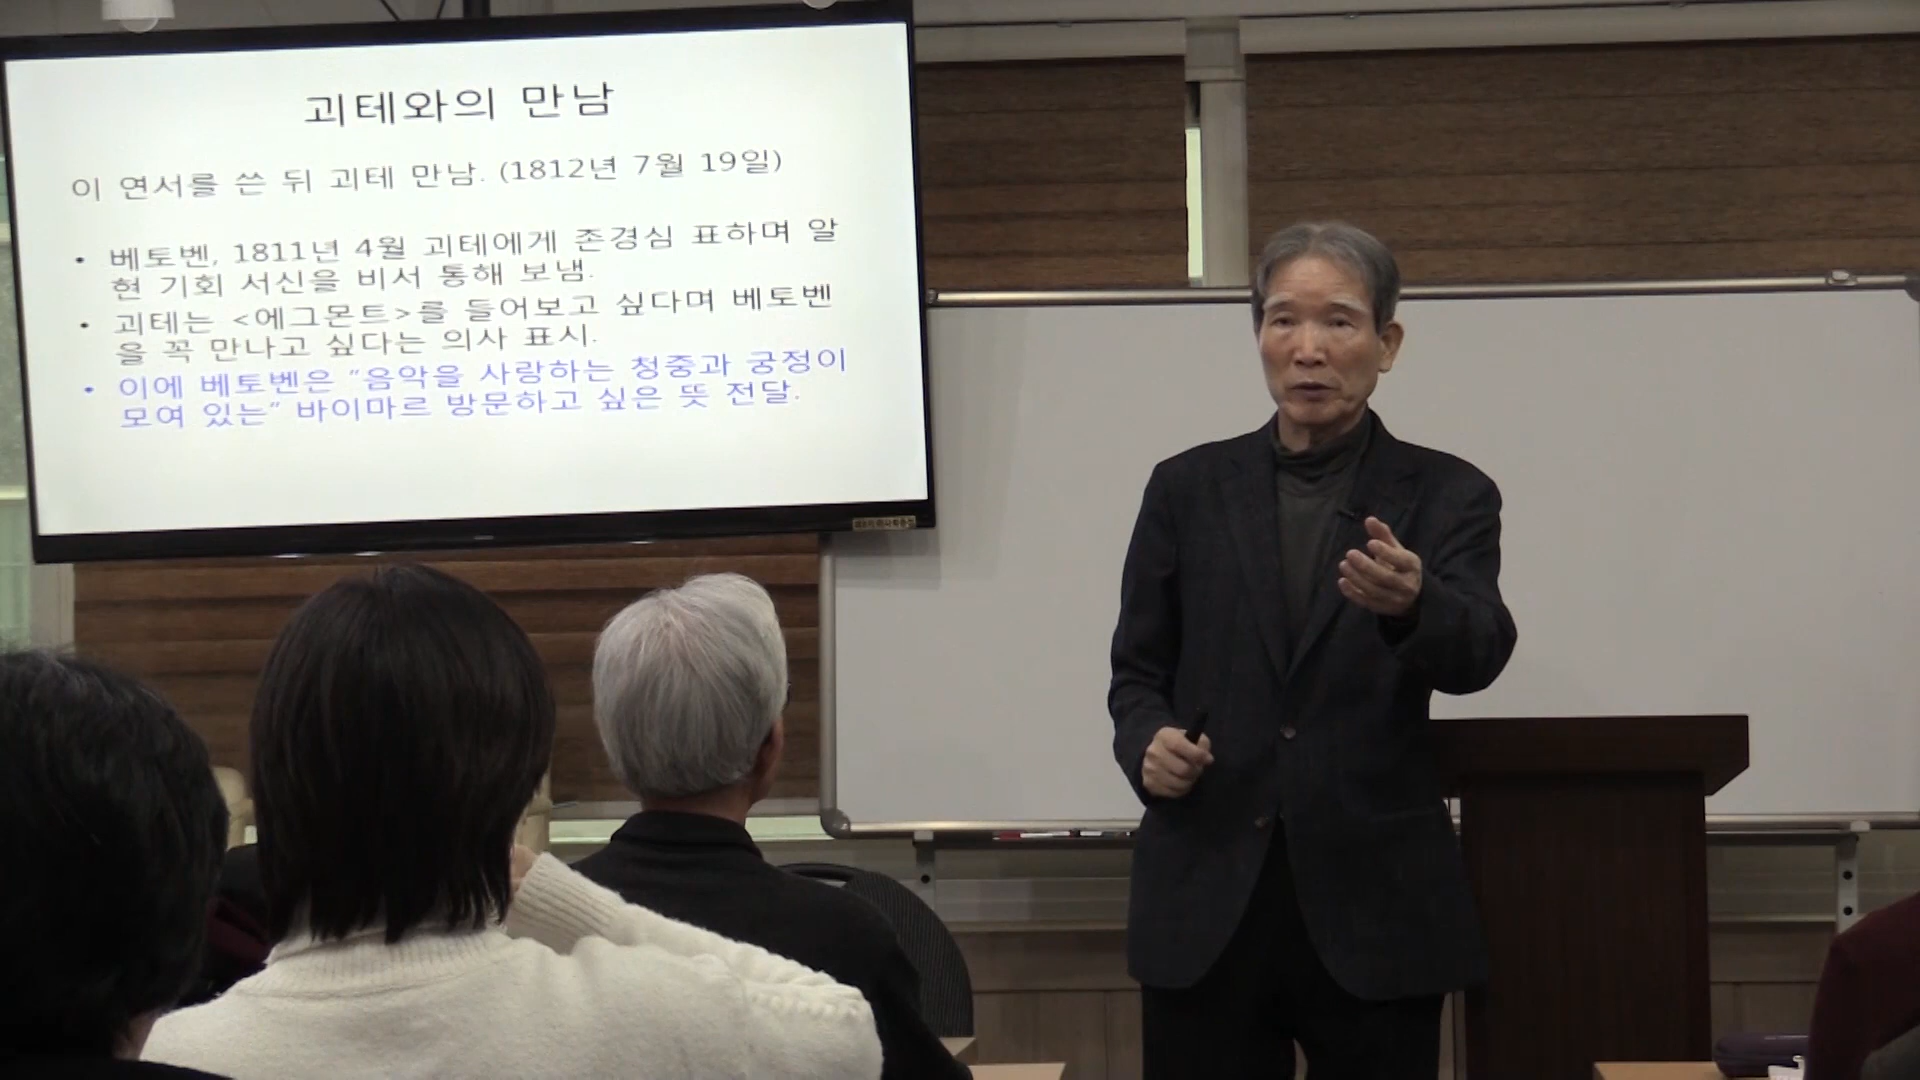 괴테와의 만남
이 연서를 쓴 뒤 괴테 만남. (1812년 7월 19일)
• 베토벤, 1811년 4월 괴테에게 존경심 표하며 알
현 기회 서신을 비서 통해 보냄.
• 괴테는 <에그몬트>를 들어보고 싶다며 베토벤
을 꼭 만나고 싶다는 의사 표시.
• 이에 베토벤은 "음악을 사랑하는 청중과 궁정이
모여 있는" 바이마르 방문하고 싶은 뜻 전달.